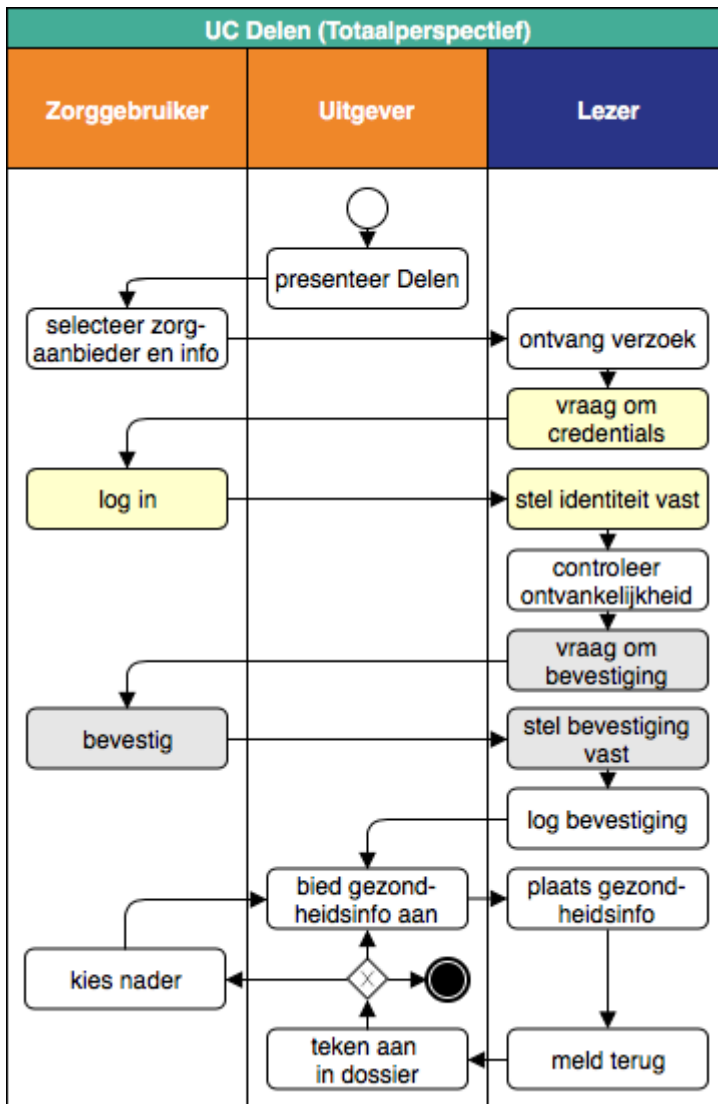 UC Delen (Totaalperspectief)
Zorggebruiker
Uitgever
Lezer
presenteer Delen
selecteer zorg-
aanbieder en info
ontvang verzoek
vraag om
credentials
log in
stel identiteit vast
controleer
ontvankelijkheid
vraag om
bevestiging
bevestig
stel bevestiging
vast
log bevestiging
bied gezond-
heidsinfo aan
plaats gezond-
heidsinfo
kies nader
X
teken aan
in dossier
meld terug